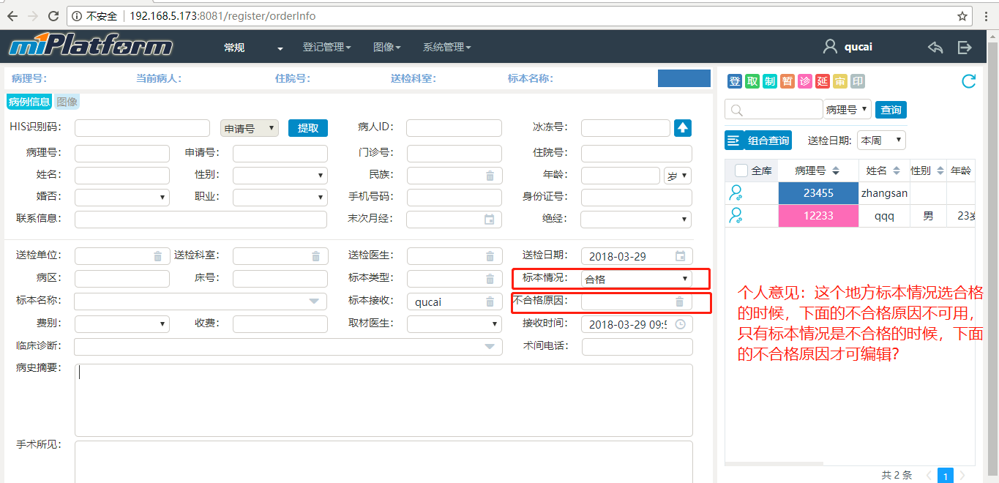 不安全 192.168.5.173:8081/register/orderInfo
miPlatform 常规 登记管理 图像 系统管理 qucai
病理号： 当前病人： 住院号： 送检科室： 标本名称：
登 取 制 暂 诊 延 审 印
病例信息 图像
病理号 查询
HIS识别码： 申请号 提取 病人ID： 冰冻号：
组合查询 送检日期： 本周
病理号： 申请号： 门诊号： 住院号：
姓名： 性别： 民族： 年龄： 岁
全库 病理号 姓名 性别 年龄
婚否： 职业： 手机号码： 身份证号：
23455 zhangsan
联系信息： 末次月经： 绝经：
12233 qqq 男 23岁
送检单位： 送检科室： 送检医生： 送检日期： 2018-03-29
病区： 床号： 标本类型： 标本情况： 合格
标本名称： 标本接收： qucai 不合格原因：
费别： 收费： 取材医生： 接收时间： 2018-03-29 09:5
临床诊断： 术间电话：
病史摘要：
个人意见：这个地方标本情况选合格
的时候，下面的不合格原因不可用，
只有标本情况是不合格的时候，下面
的不合格原因才可编辑?
手术所见：
共 2 条 1